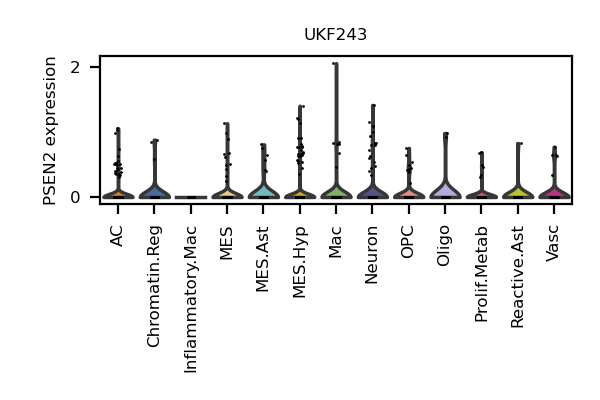 UKF243
PSEN2 expression
2
0
AC
Chromatin.Reg
Inflammatory.Mac
MES
MES.Ast
MES.Hyp
Mac
Neuron
OPC
Oligo
Prolif.Metab
Reactive.Ast
Vasc